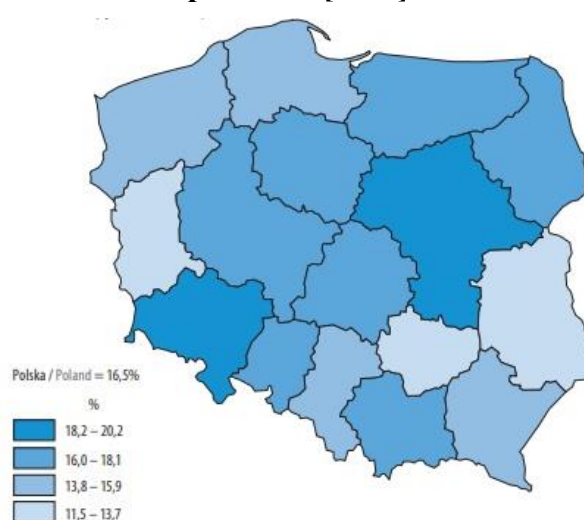 Polska / Poland = 16,5%
%
18,2 – 20,2
16,0 – 18,1
13,8 – 15,9
11,5 – 13,7